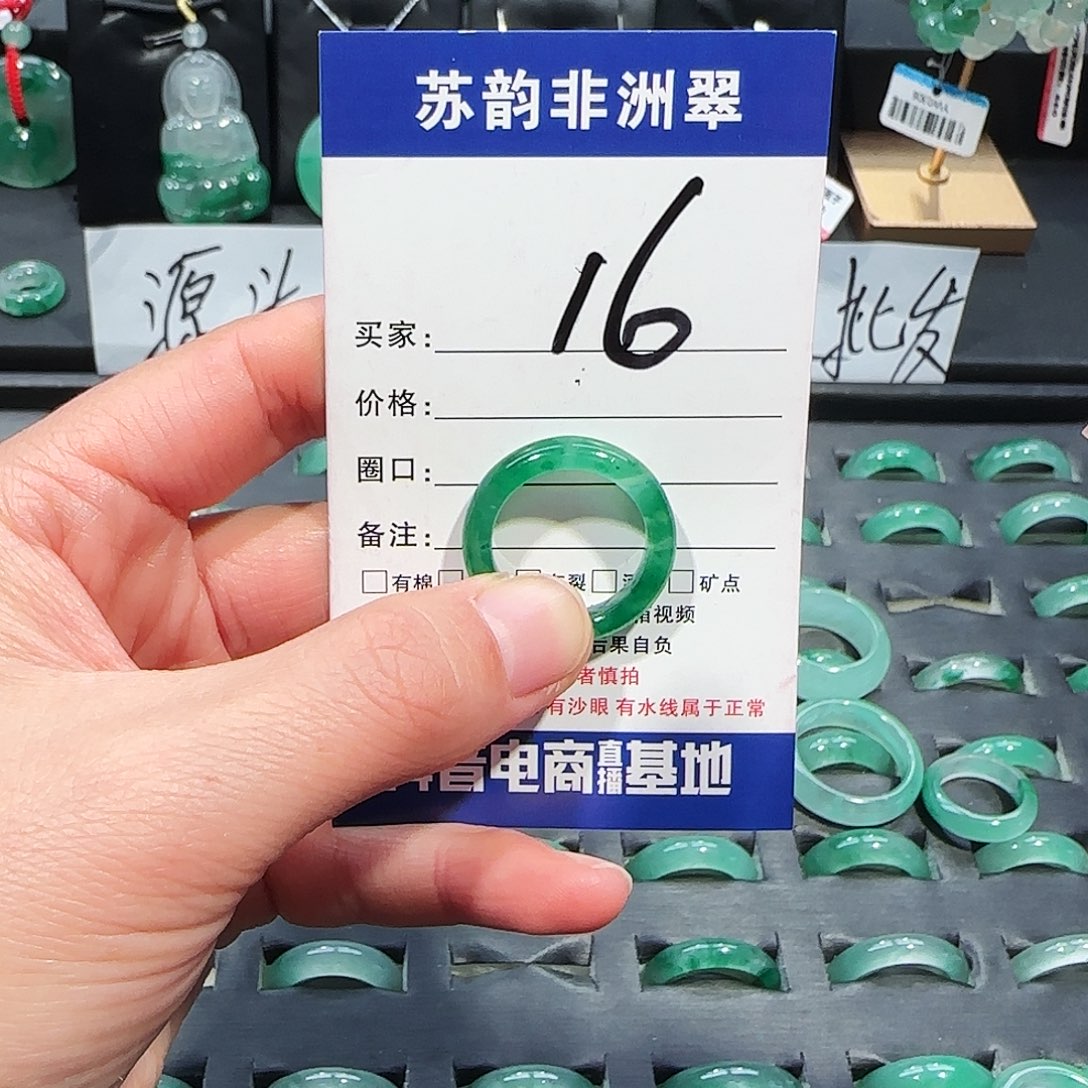 苏韵非洲翠
16
源 批发
买家:
价格:
圈口:
备注:
□有棉 裂□ □矿点
视频
后果自负
者慎拍
有沙眼 有水线属于正常
音电商直播基地